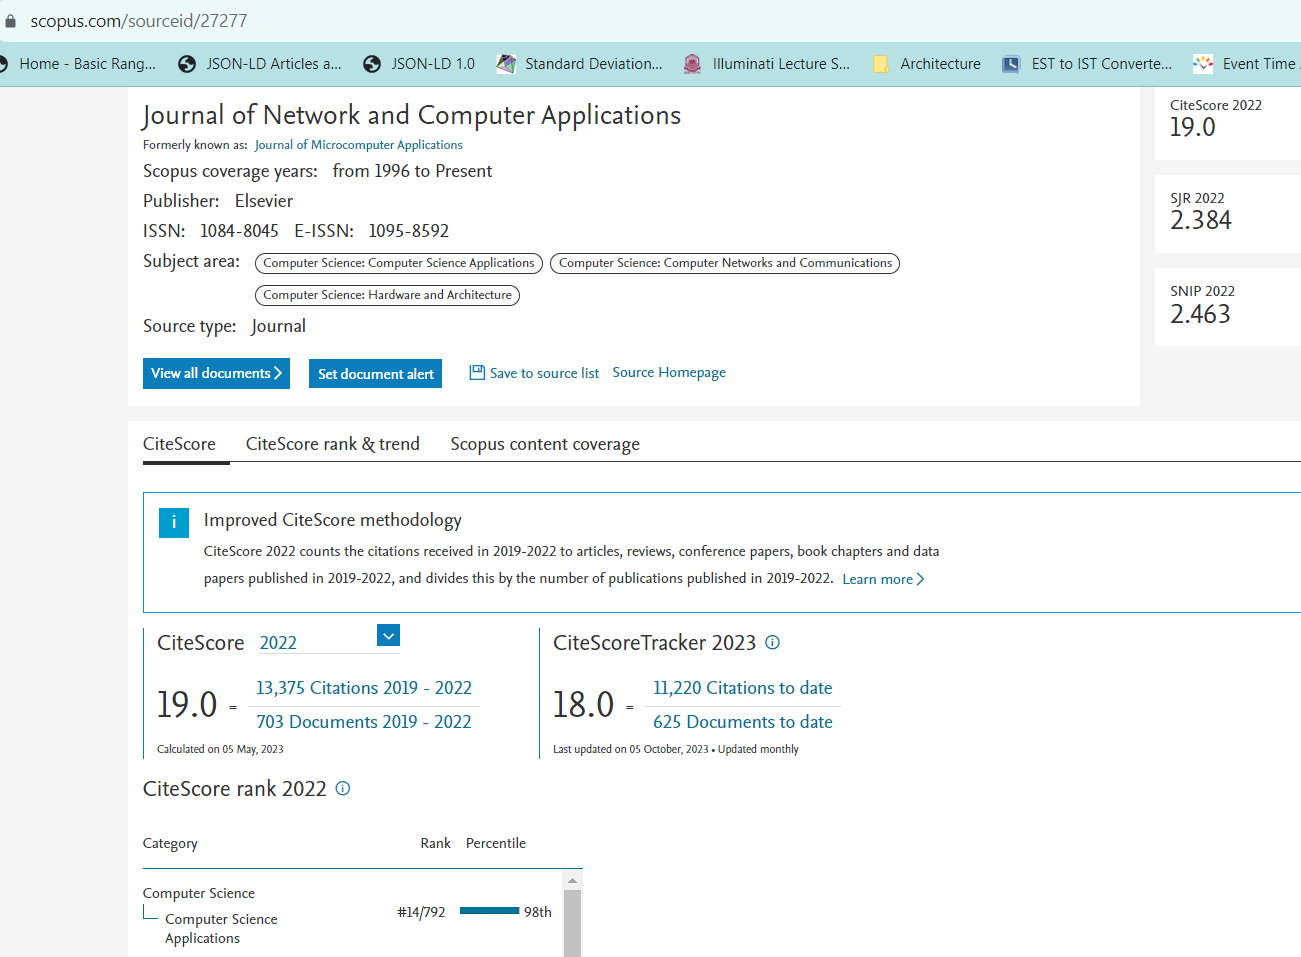 scopus.com/sourceid/27277
Home - Basic Rang... JSON-LD Articles a... JSON-LD 1.0 Standard Deviation... Illuminati Lecture S... Architecture EST to IST Converte... Event Time
Journal of Network and Computer Applications
Formerly known as: Journal of Microcomputer Applications
Scopus coverage years: from 1996 to Present
Publisher: Elsevier
ISSN: 1084-8045 E-ISSN: 1095-8592
Subject area: Computer Science: Computer Science Applications Computer Science: Computer Networks and Communications
Computer Science: Hardware and Architecture
Source type: Journal
View all documents Set document alert Save to source list Source Homepage
CiteScore 2022
19.0
SJR 2022
2.384
SNIP 2022
2.463
CiteScore CiteScore rank & trend Scopus content coverage
i Improved CiteScore methodology
CiteScore 2022 counts the citations received in 2019-2022 to articles, reviews, conference papers, book chapters and data
papers published in 2019-2022, and divides this by the number of publications published in 2019-2022. Learn more
CiteScore 2022
19.0 = 13,375 Citations 2019 - 2022
703 Documents 2019 - 2022
Calculated on 05 May, 2023
CiteScoreTracker 2023
18.0 = 11,220 Citations to date
625 Documents to date
Last updated on 05 October, 2023 • Updated monthly
CiteScore rank 2022
Category Rank Percentile
Computer Science
Computer Science #14/792 98th
Applications